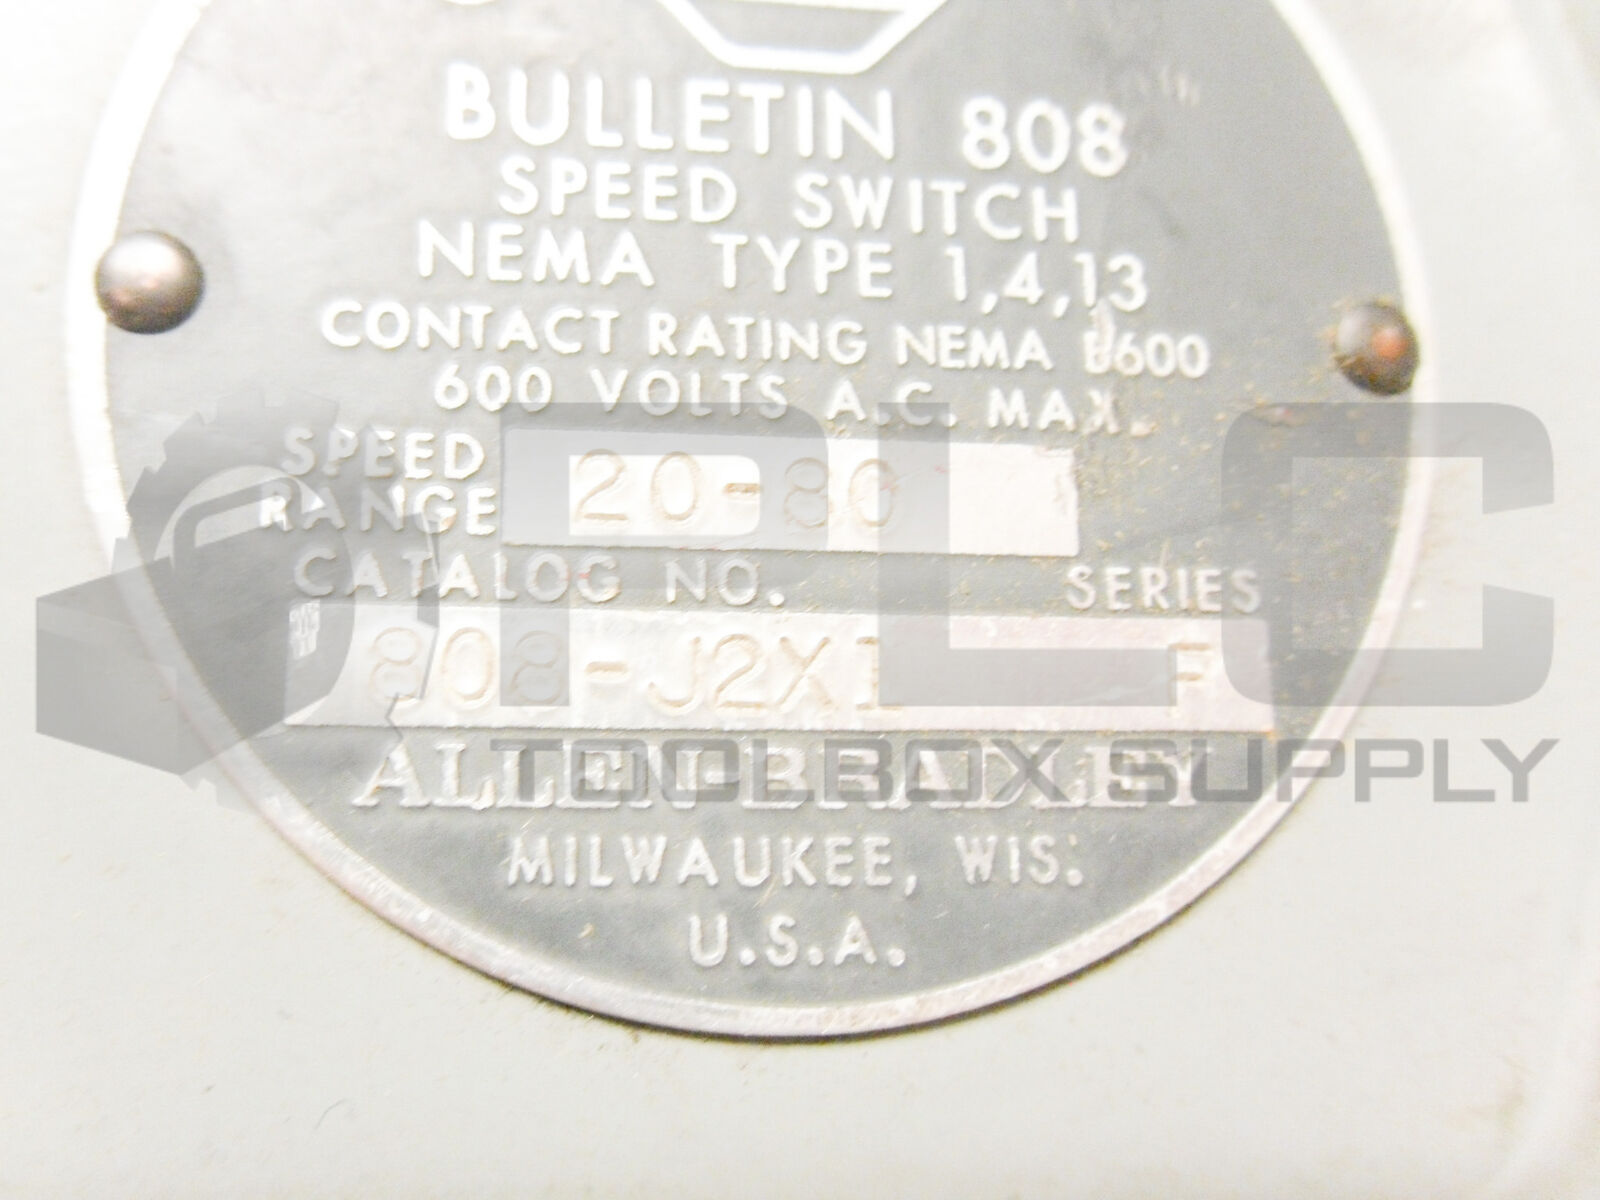 BULLETIN 808
SPEED SWITCH
NEMA TYPE 1,4,13
CONTACT RATING NEMA B600
600 VOLTS A.C. MAX.
SPEED RANGE 20-80
CATALOG NO. SERIES
808-J2X1 F
ALLEN-BRADLEY
MILWAUKEE, WIS.
U.S.A.
PLC
TOOLBOX SUPPLY